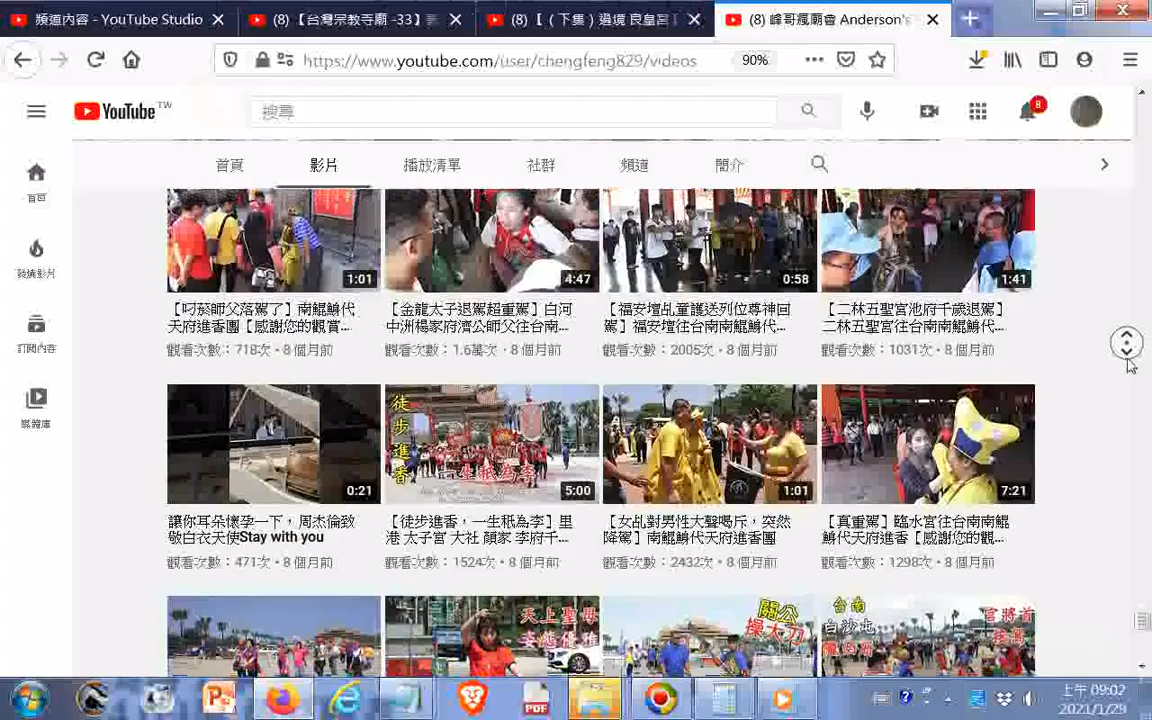 頻道內容 - YouTube Studio
(8)【台灣宗教寺廟 -33】
(8)【（下集）遶境 良皇宮
(8) 峰哥瘋廟會 Anderson's
https://www.youtube.com/user/chengfeng829/videos
90%
YouTube TW
搜尋
8
首頁
影片
播放清單
社群
頻道
簡介
首頁
發燒影片
訂閱內容
媒體庫
1:01
4:47
0:58
1:41
【叼菸師父落駕了】南鯤鯓代
天府進香團【感謝您的觀賞...
觀看次數：718次・8 個月前
【金龍太子退駕超重駕】白河
中洲楊家府濟公師父往台南...
觀看次數：1.6萬次・8 個月前
【福安壇乩童護送列位尊神回
駕】福安壇往台南南鯤鯓代...
觀看次數：2005次・8 個月前
【二林五聖宮池府千歲退駕】
二林五聖宮往台南南鯤鯓代...
觀看次數：1031次・8 個月前
徒步進香
一生祇為李
0:21
5:00
1:01
7:21
讓你耳朵懷孕一下，周杰倫致
敬白衣天使Stay with you
觀看次數：471次・8 個月前
【徒步進香，一生祇為李】里
港 太子宮 大社 顏家 李府千...
觀看次數：1524次・8 個月前
【女乩對男性大聲喝斥，突然
降駕】南鯤鯓代天府進香團
觀看次數：2432次・8 個月前
【真重駕】臨水宮往台南南鯤
鯓代天府進香【感謝您的觀...
觀看次數：1298次・8 個月前
天上聖母
姿態優雅
關公
操大刀
台南
白沙屯
官將首
PDF
上午 09:02
2021/1/29